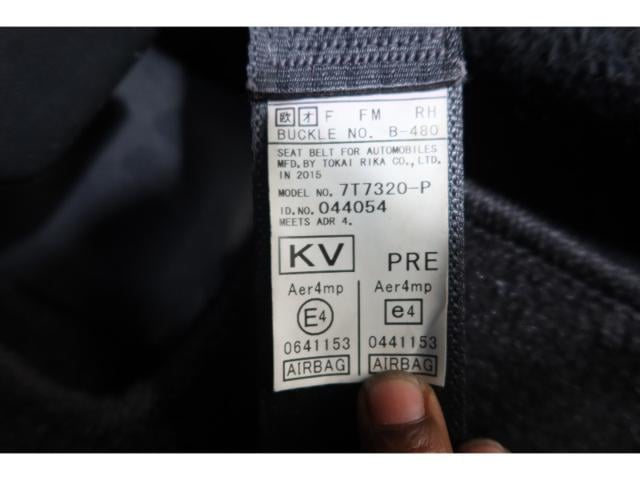 欧 オ F FM RH
BUCKLE NO. B-480
SEAT BELT FOR AUTOMOBILES
MFD. BY TOKAI RIKA CO., LTD.
IN 2015
MODEL NO. 7T7320-P
ID. NO. 044054
MEETS ADR 4.
KV PRE
Aer4mp Aer4mp
E4 e4
0641153 0441153
AIRBAG AIRBAG